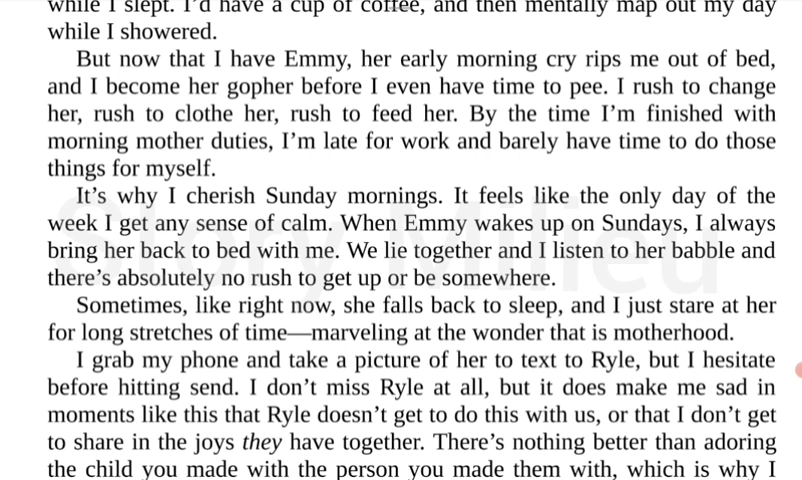 while I slept. I'd have a cup of coffee, and then mentally map out my day
while I showered.
But now that I have Emmy, her early morning cry rips me out of bed,
and I become her gopher before I even have time to pee. I rush to change
her, rush to clothe her, rush to feed her. By the time I'm finished with
morning mother duties, I'm late for work and barely have time to do those
things for myself.
It's why I cherish Sunday mornings. It feels like the only day of the
week I get any sense of calm. When Emmy wakes up on Sundays, I always
bring her back to bed with me. We lie together and I listen to her babble and
there's absolutely no rush to get up or be somewhere.
Sometimes, like right now, she falls back to sleep, and I just stare at her
for long stretches of time—marveling at the wonder that is motherhood.
I grab my phone and take a picture of her to text to Ryle, but I hesitate
before hitting send. I don't miss Ryle at all, but it does make me sad in
moments like this that Ryle doesn't get to do this with us, or that I don't get
to share in the joys they have together. There's nothing better than adoring
the child you made with the person you made them with, which is why I